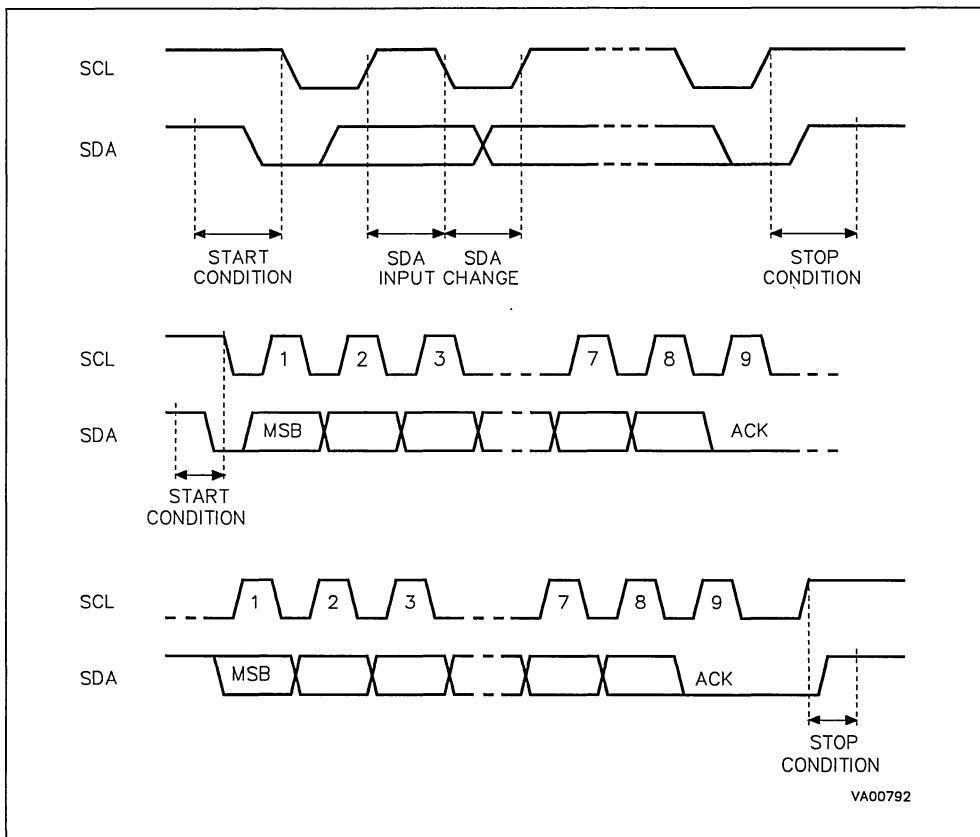 SCL
SDA
START
CONDITION
SDA
INPUT
SDA
CHANGE
STOP
CONDITION
SCL
1 2 3 7 8 9
SDA
MSB
ACK
START
CONDITION
SCL
1 2 3 7 8 9
SDA
MSB
ACK
STOP
CONDITION
VA00792